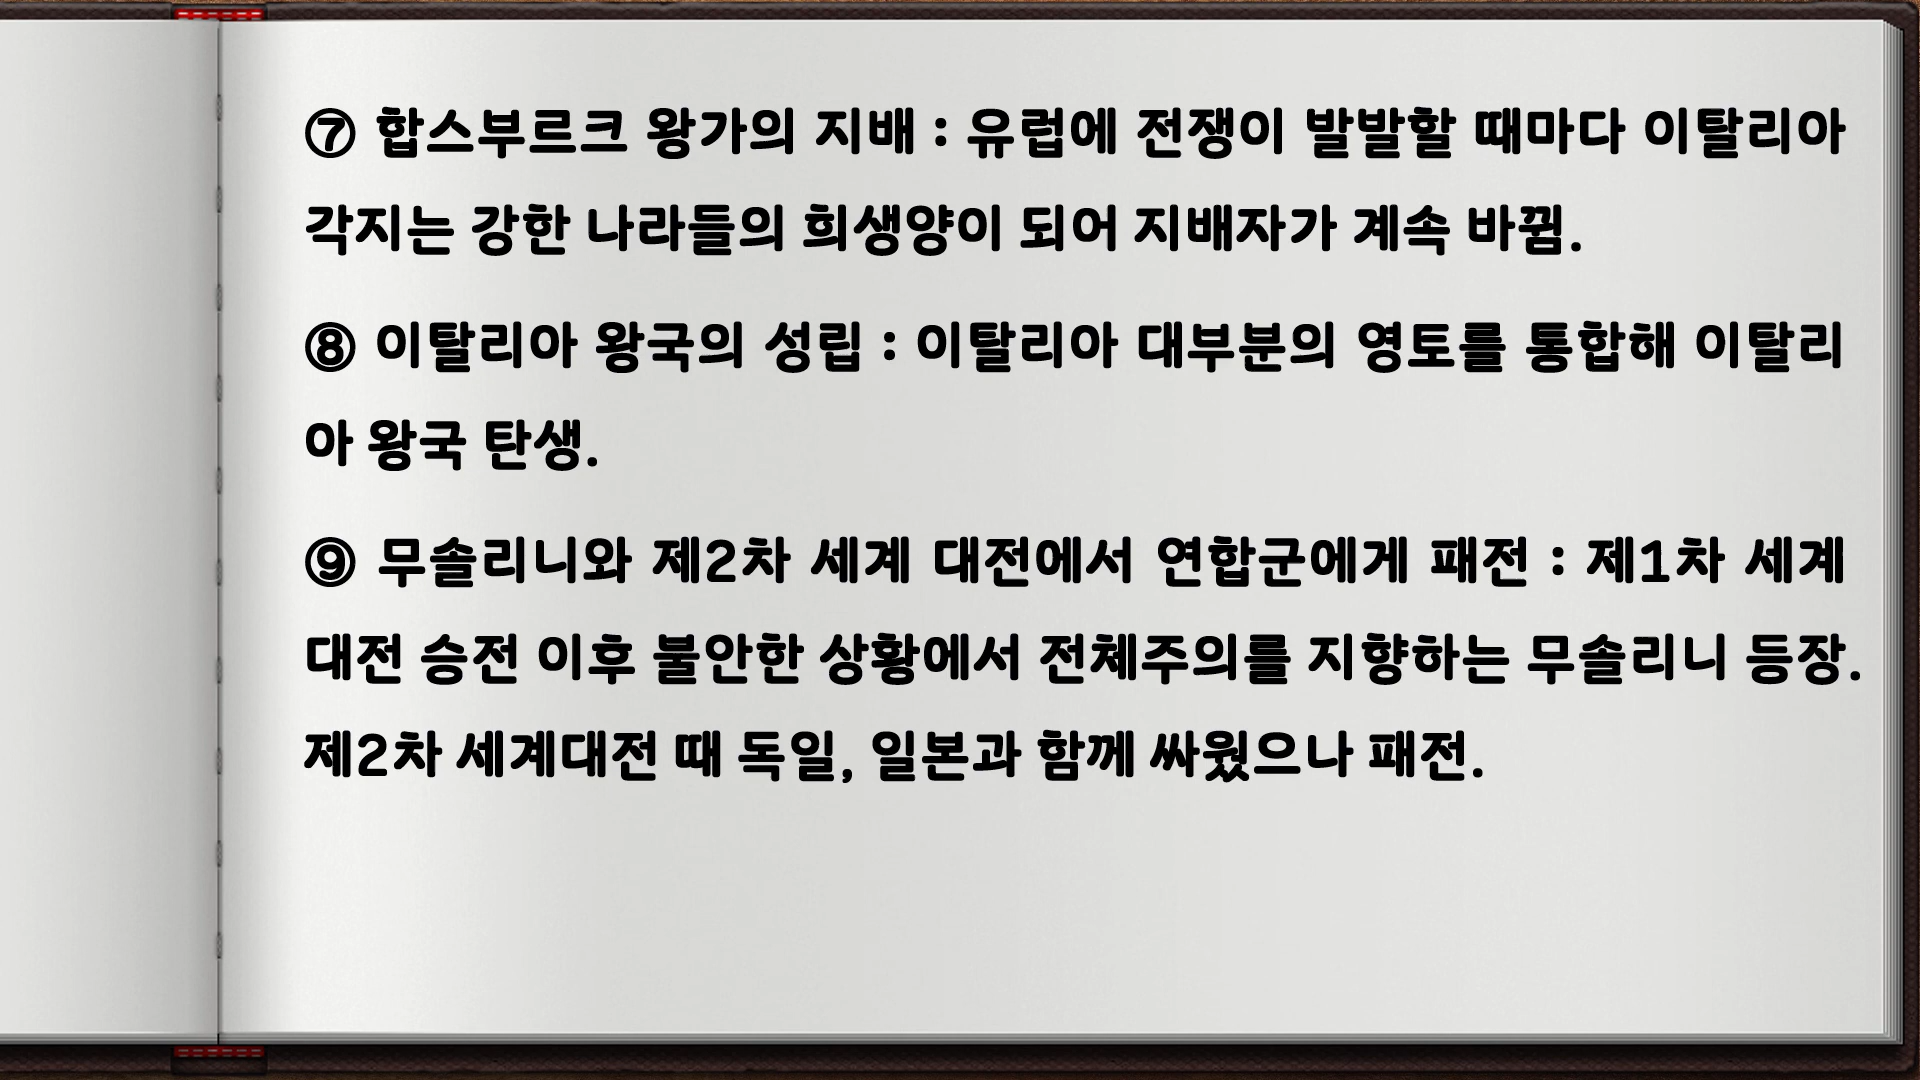 ⑦ 합스부르크 왕가의 지배 : 유럽에 전쟁이 발발할 때마다 이탈리아
각지는 강한 나라들의 희생양이 되어 지배자가 계속 바뀜.
⑧ 이탈리아 왕국의 성립 : 이탈리아 대부분의 영토를 통합해 이탈리
아 왕국 탄생.
⑨ 무솔리니와 제2차 세계 대전에서 연합군에게 패전 : 제1차 세계
대전 승전 이후 불안한 상황에서 전체주의를 지향하는 무솔리니 등장.
제2차 세계대전 때 독일, 일본과 함께 싸웠으나 패전.